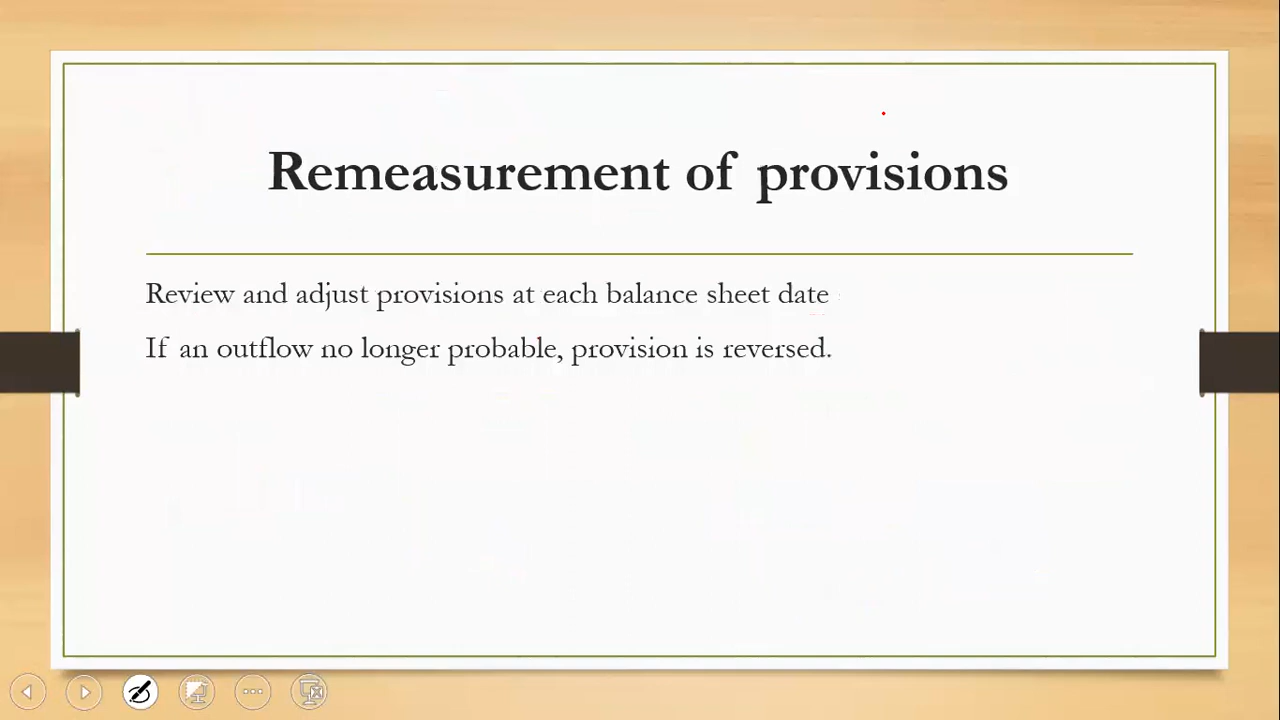 Remeasurement of provisions
Review and adjust provisions at each balance sheet date
If an outflow no longer probable, provision is reversed.